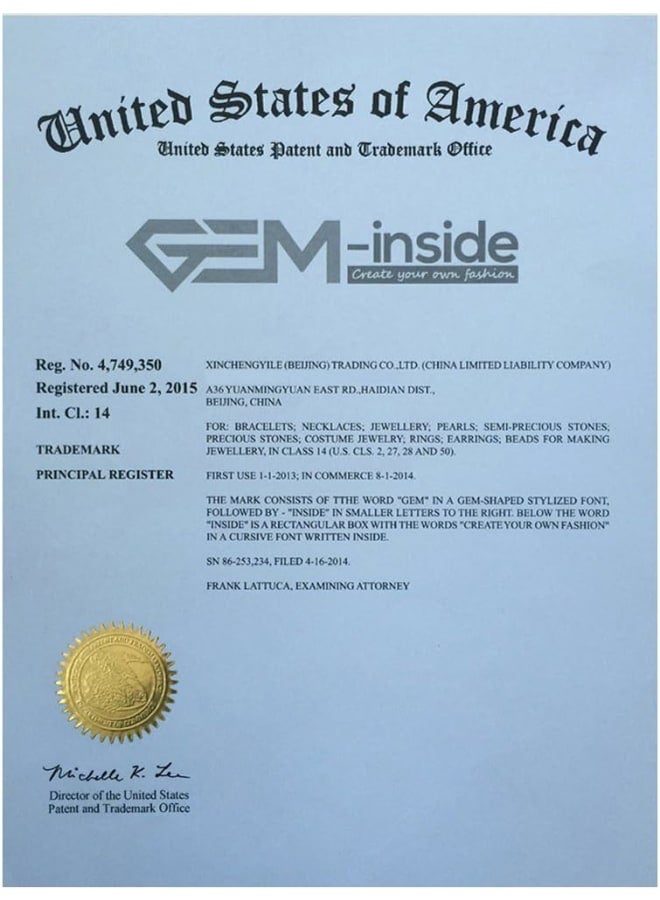 United States of America
United States Patent and Trademark Office
GEM-inside
Create your own fashion
Reg. No. 4,749,350
Registered June 2, 2015
Int. Cl.: 14
TRADEMARK
PRINCIPAL REGISTER
XINCHENGYILE (BEIJING) TRADING CO.,LTD. (CHINA LIMITED LIABILITY COMPANY)
A36 YUANMINGYUAN EAST RD.,HAIDIAN DIST.,
BEIJING, CHINA
FOR: BRACELETS; NECKLACES; JEWELLERY; PEARLS; SEMI-PRECIOUS STONES;
PRECIOUS STONES; COSTUME JEWELRY; RINGS; EARRINGS; BEADS FOR MAKING
JEWELLERY, IN CLASS 14 (U.S. CLS. 2, 27, 28 AND 50).
FIRST USE 1-1-2013; IN COMMERCE 8-1-2014.
THE MARK CONSISTS OF TTHE WORD "GEM" IN A GEM-SHAPED STYLIZED FONT,
FOLLOWED BY - "INSIDE" IN SMALLER LETTERS TO THE RIGHT. BELOW THE WORD
"INSIDE" IS A RECTANGULAR BOX WITH THE WORDS "CREATE YOUR OWN FASHION"
IN A CURSIVE FONT WRITTEN INSIDE.
SN 86-253,234, FILED 4-16-2014.
FRANK LATTUCA, EXAMINING ATTORNEY
Michelle K. Lee
Director of the United States
Patent and Trademark Office